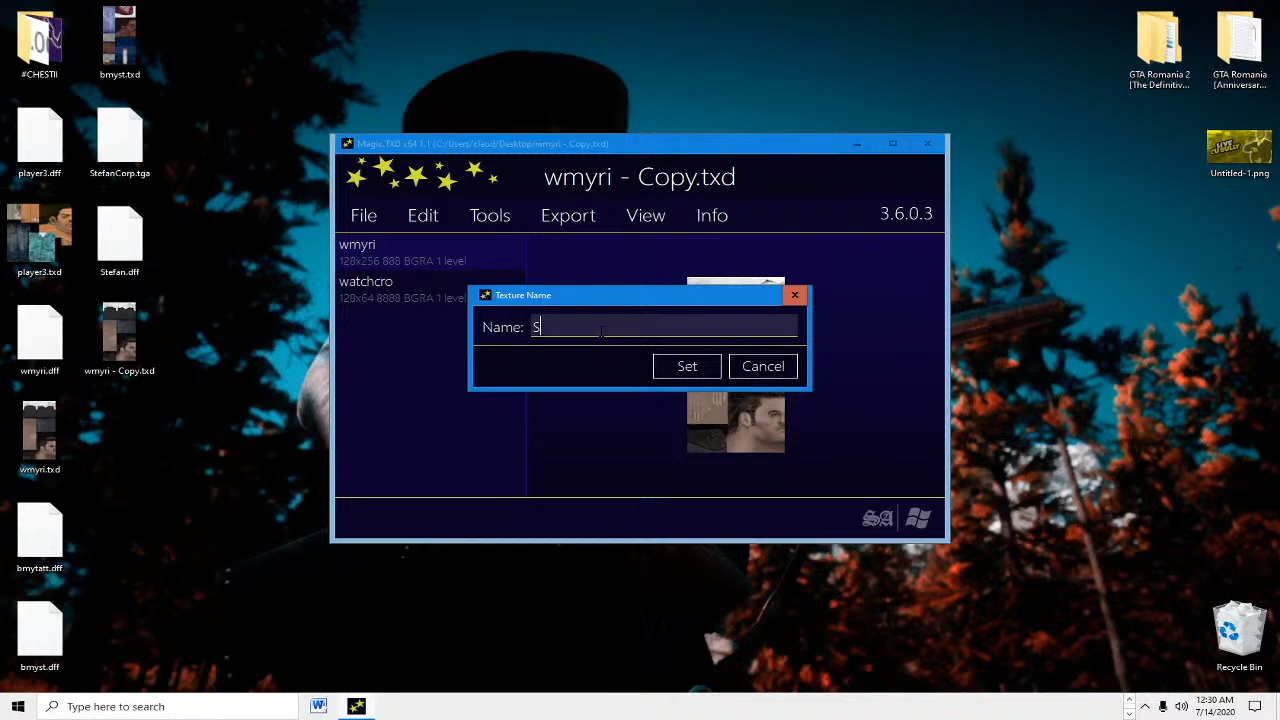 #CHESTII
bmyst.txd
GTA Romania 2
[The Definitiv...
GTA Romania
[Anniversar...
player3.dff
StefanCorp.tga
Untitled-1.png
player3.txd
Stefan.dff
wmyri.dff
wmyri - Copy.txd
wmyri.txd
bmytatt.dff
bmyst.dff
Recycle Bin
Magic.TXD x64 1.1 (C:/Users/claud/Desktop/wmyri - Copy.txd)
wmyri - Copy.txd
File
Edit
Tools
Export
View
Info
3.6.0.3
wmyri
128x256 888 BGRA 1 level
watchcro
128x64 8888 BGRA 1 level
Texture Name
Name: S
Set
Cancel
SA
Type here to search
12:30 AM
7/14/2020